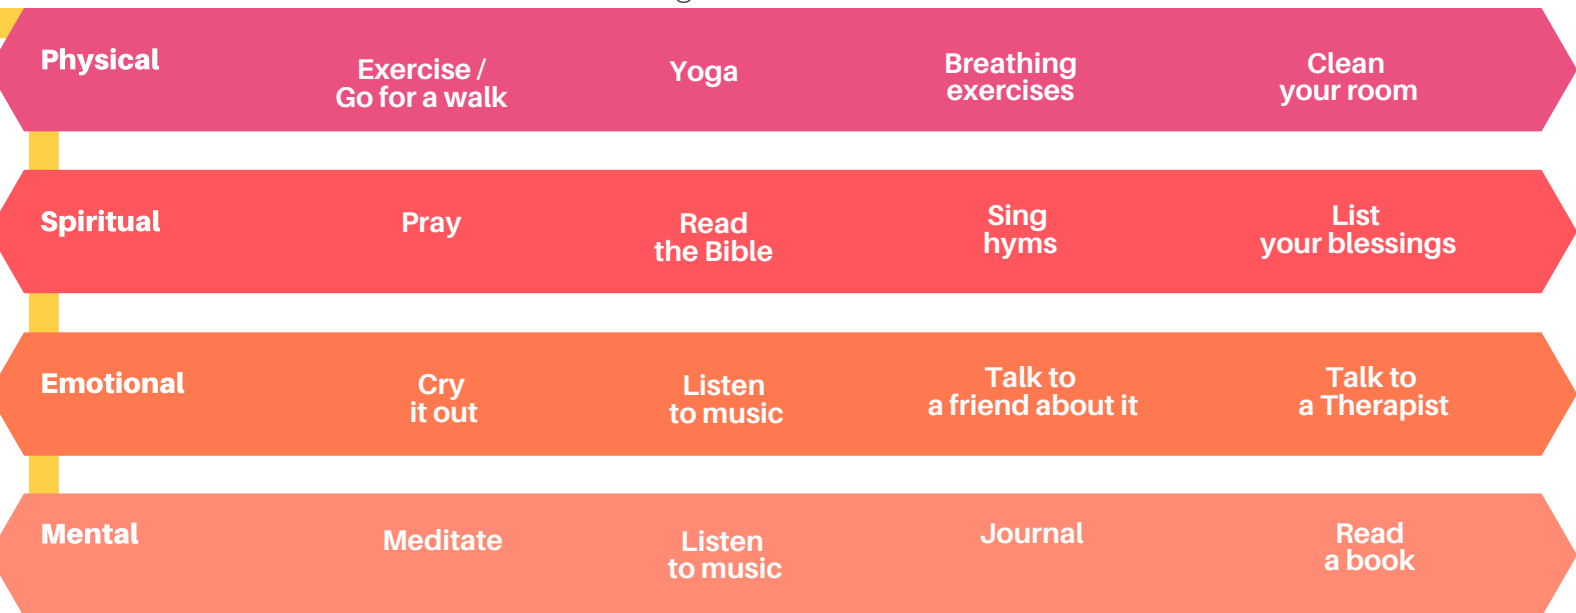 Physical
Exercise /
Go for a walk
Yoga
Breathing
exercises
Clean
your room
Spiritual
Pray
Read
the Bible
Sing
hyms
List
your blessings
Emotional
Cry
it out
Listen
to music
Talk to
a friend about it
Talk to
a Therapist
Mental
Meditate
Listen
to music
Journal
Read
a book